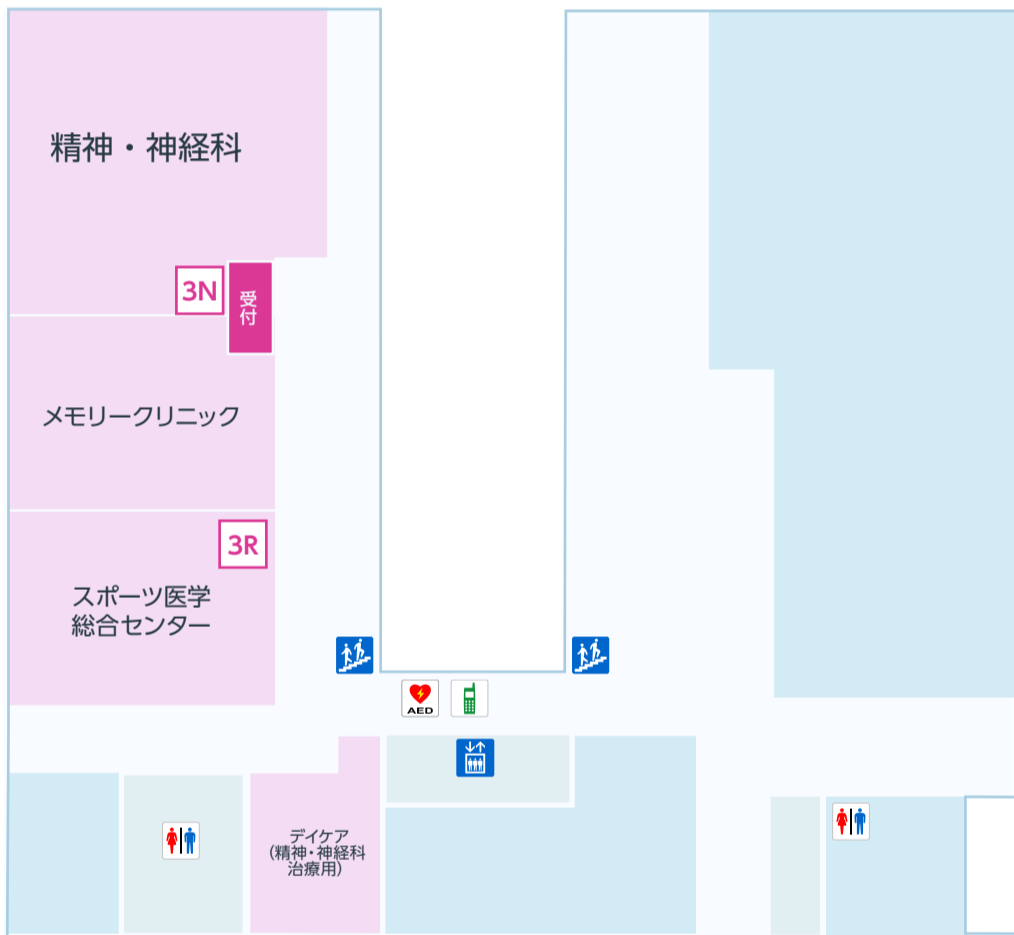 精神・神経科
3N
受付
メモリークリニック
3R
スポーツ医学
総合センター
AED
デイケア
(精神・神経科
治療用)